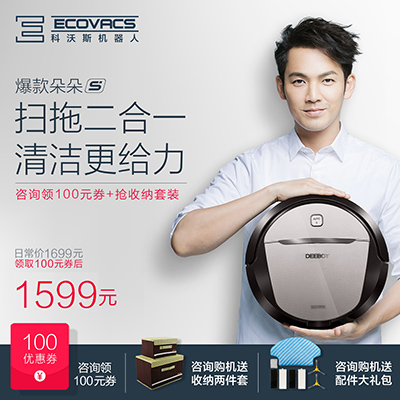 ECOVACS
科沃斯机器人
爆款朵朵 S
扫拖二合一
清洁更给力
咨询领100元券+抢收纳套装
日常价1699元
领取100元券后
1599元
DEEBOT
100
优惠券
¥
咨询领
100元券
咨询购机送
收纳两件套
咨询购机送
配件大礼包